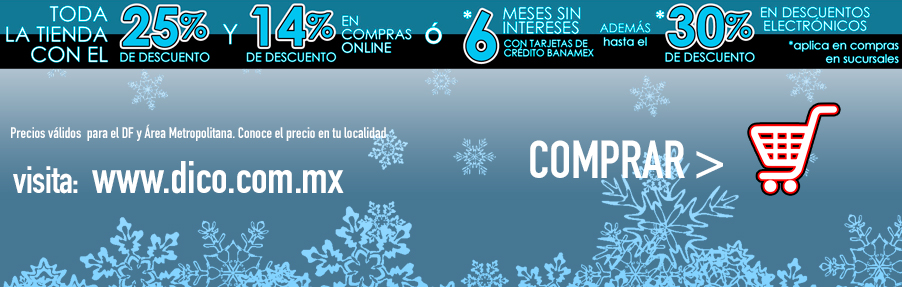 TODA
LA TIENDA
CON EL
25%
DE DESCUENTO
Y
14%
DE DESCUENTO
EN
COMPRAS
ONLINE
ó
*6
MESES SIN
INTERESES
CON TARJETAS DE
CRÉDITO BANAMEX
ADEMÁS
hasta el
*30%
DE DESCUENTO
EN DESCUENTOS
ELECTRÓNICOS
*aplica en compras
en sucursales
Precios válidos para el DF y Área Metropolitana. Conoce el precio en tu localidad
visita: www.dico.com.mx
COMPRAR >